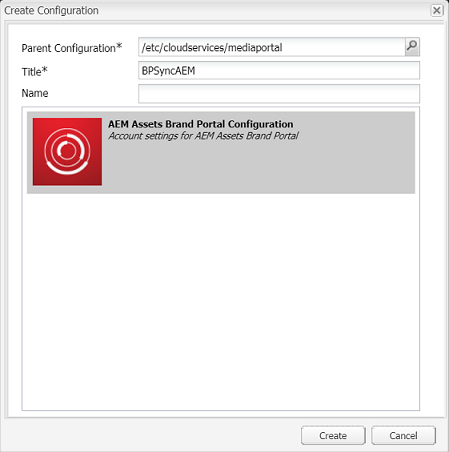 Create Configuration
Parent Configuration* /etc/cloudservices/mediaportal
Title* BPSyncAEM
Name
AEM Assets Brand Portal Configuration
Account settings for AEM Assets Brand Portal
Create Cancel